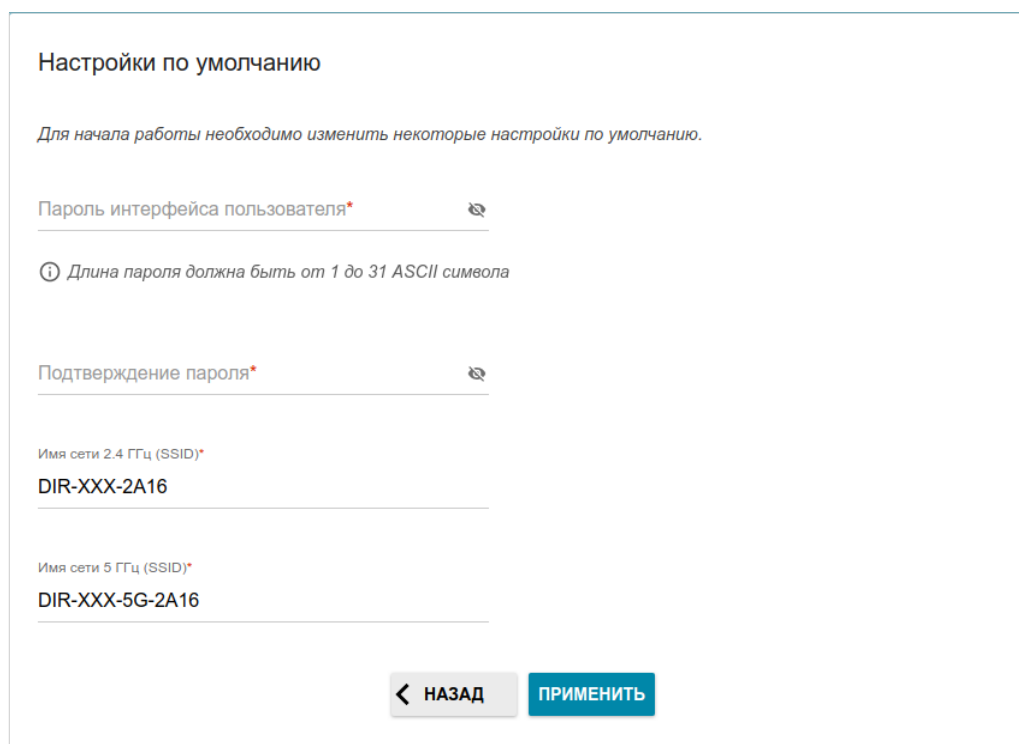 Настройки по умолчанию
Для начала работы необходимо изменить некоторые настройки по умолчанию.
Пароль интерфейса пользователя*
Длина пароля должна быть от 1 до 31 ASCII символа
Подтверждение пароля*
Имя сети 2.4 ГГц (SSID)*
DIR-XXX-2A16
Имя сети 5 ГГц (SSID)*
DIR-XXX-5G-2A16
НАЗАД ПРИМЕНИТЬ